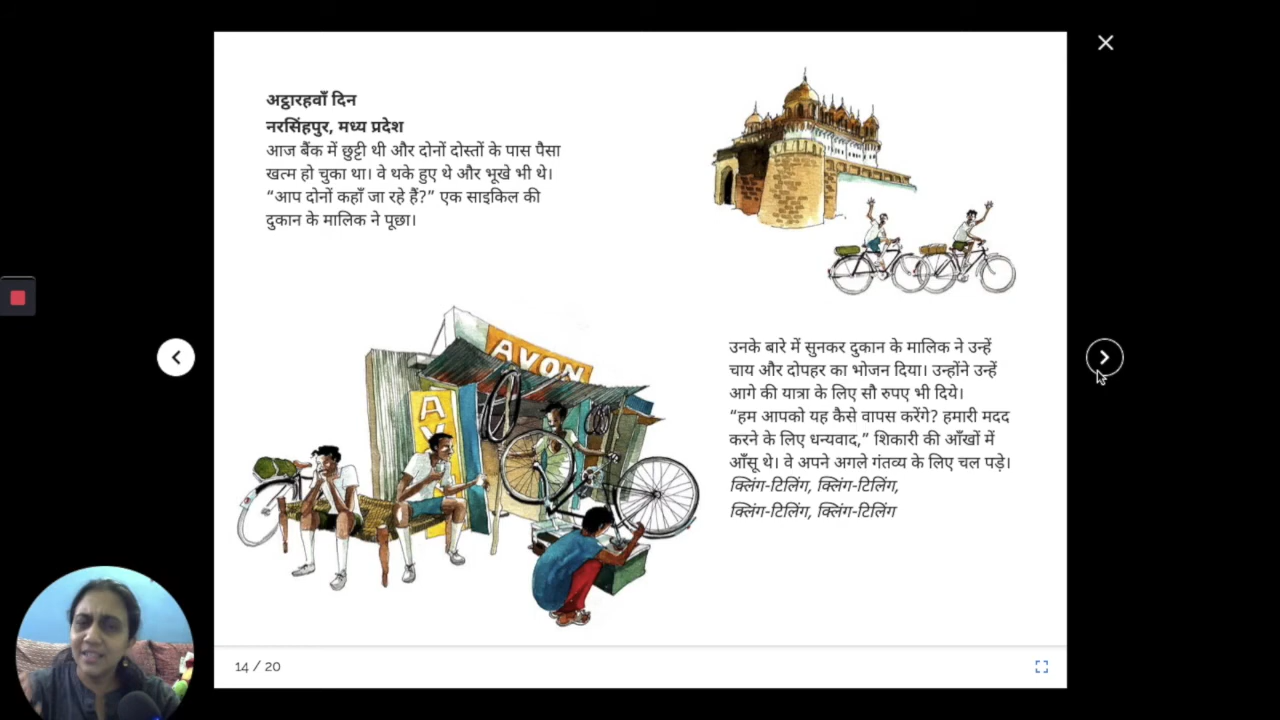 अट्ठारहवाँ दिन
नरसिंहपुर, मध्य प्रदेश
आज बैंक में छुट्टी थी और दोनों दोस्तों के पास पैसा
खत्म हो चुका था। वे थके हुए थे और भूखे भी थे।
“आप दोनों कहाँ जा रहे हैं?” एक साइकिल की
दुकान के मालिक ने पूछा।
AVON
A
V
उनके बारे में सुनकर दुकान के मालिक ने उन्हें
चाय और दोपहर का भोजन दिया। उन्होंने उन्हें
आगे की यात्रा के लिए सौ रुपए भी दिये।
“हम आपको यह कैसे वापस करेंगे? हमारी मदद
करने के लिए धन्यवाद,” शिकारी की आँखों में
आँसू थे। वे अपने अगले गंतव्य के लिए चल पड़े।
क्लिंग-टिलिंग, क्लिंग-टिलिंग,
क्लिंग-टिलिंग, क्लिंग-टिलिंग
14 / 20